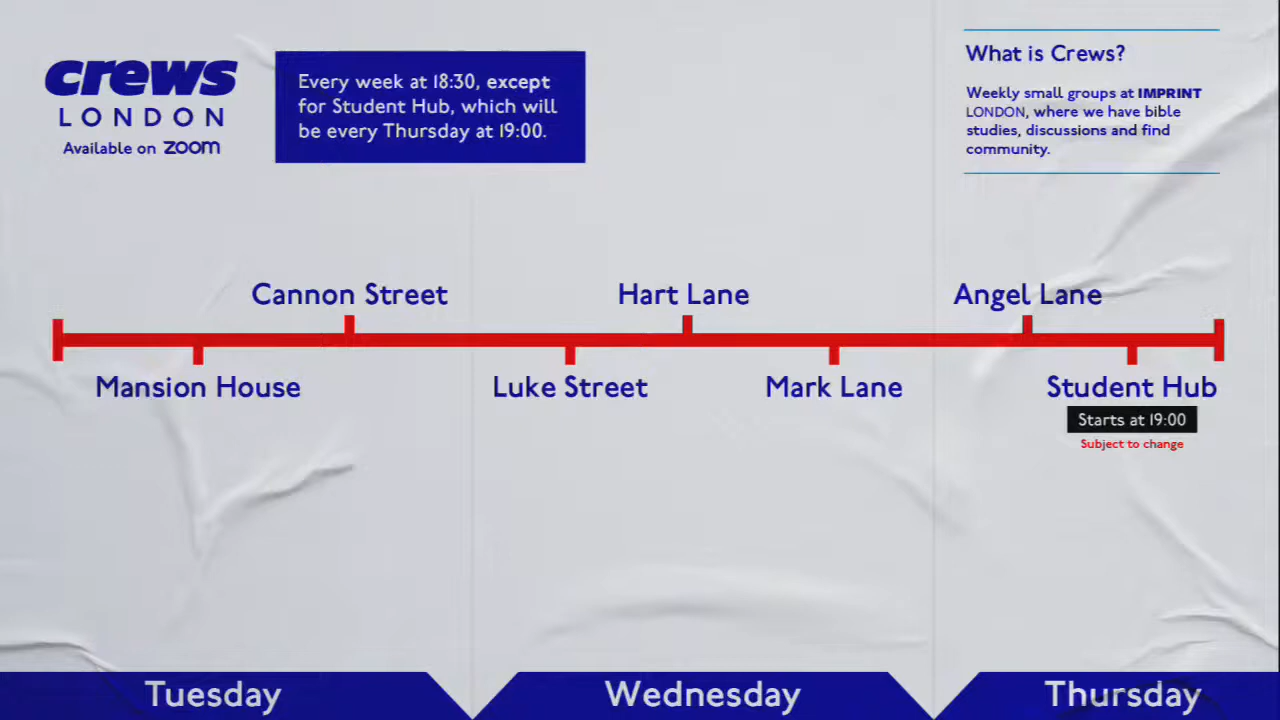 crews
LONDON
Available on zoom
Every week at 18:30, except
for Student Hub, which will
be every Thursday at 19:00.
What is Crews?
Weekly small groups at IMPRINT
LONDON, where we have bible
studies, discussions and find
community.
Cannon Street
Hart Lane
Angel Lane
Mansion House
Luke Street
Mark Lane
Student Hub
Starts at 19:00
Subject to change
Tuesday
Wednesday
Thursday